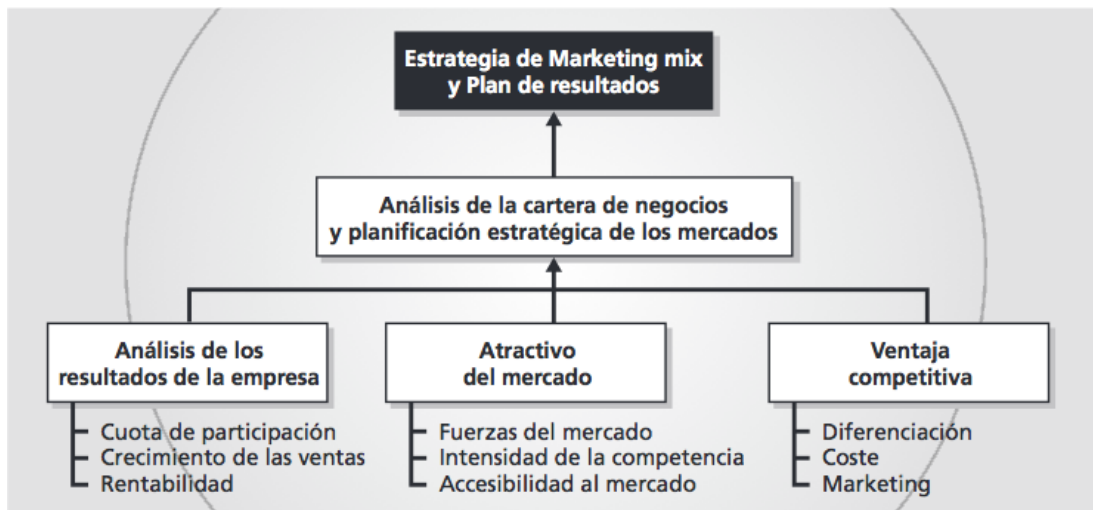 Estrategia de Marketing mix
y Plan de resultados
Análisis de la cartera de negocios
y planificación estratégica de los mercados
Análisis de los
resultados de la empresa
Cuota de participación
Crecimiento de las ventas
Rentabilidad
Atractivo
del mercado
Fuerzas del mercado
Intensidad de la competencia
Accesibilidad al mercado
Ventaja
competitiva
Diferenciación
Coste
Marketing